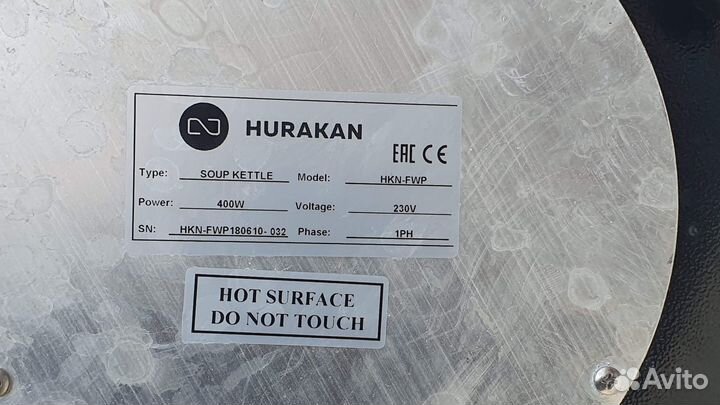 HURAKAN
EAC CE
Type: SOUP KETTLE Model: HKN-FWP
Power: 400W Voltage: 230V
SN: HKN-FWP180610- 032 Phase: 1PH
HOT SURFACE
DO NOT TOUCH
Avito